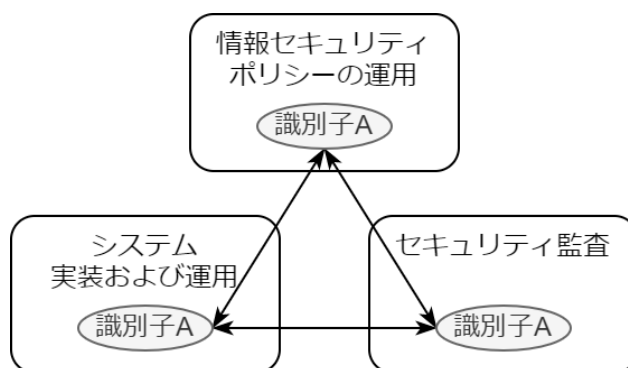 情報セキュリティ
ポリシーの運用
識別子A
システム
実装および運用
識別子A
セキュリティ監査
識別子A